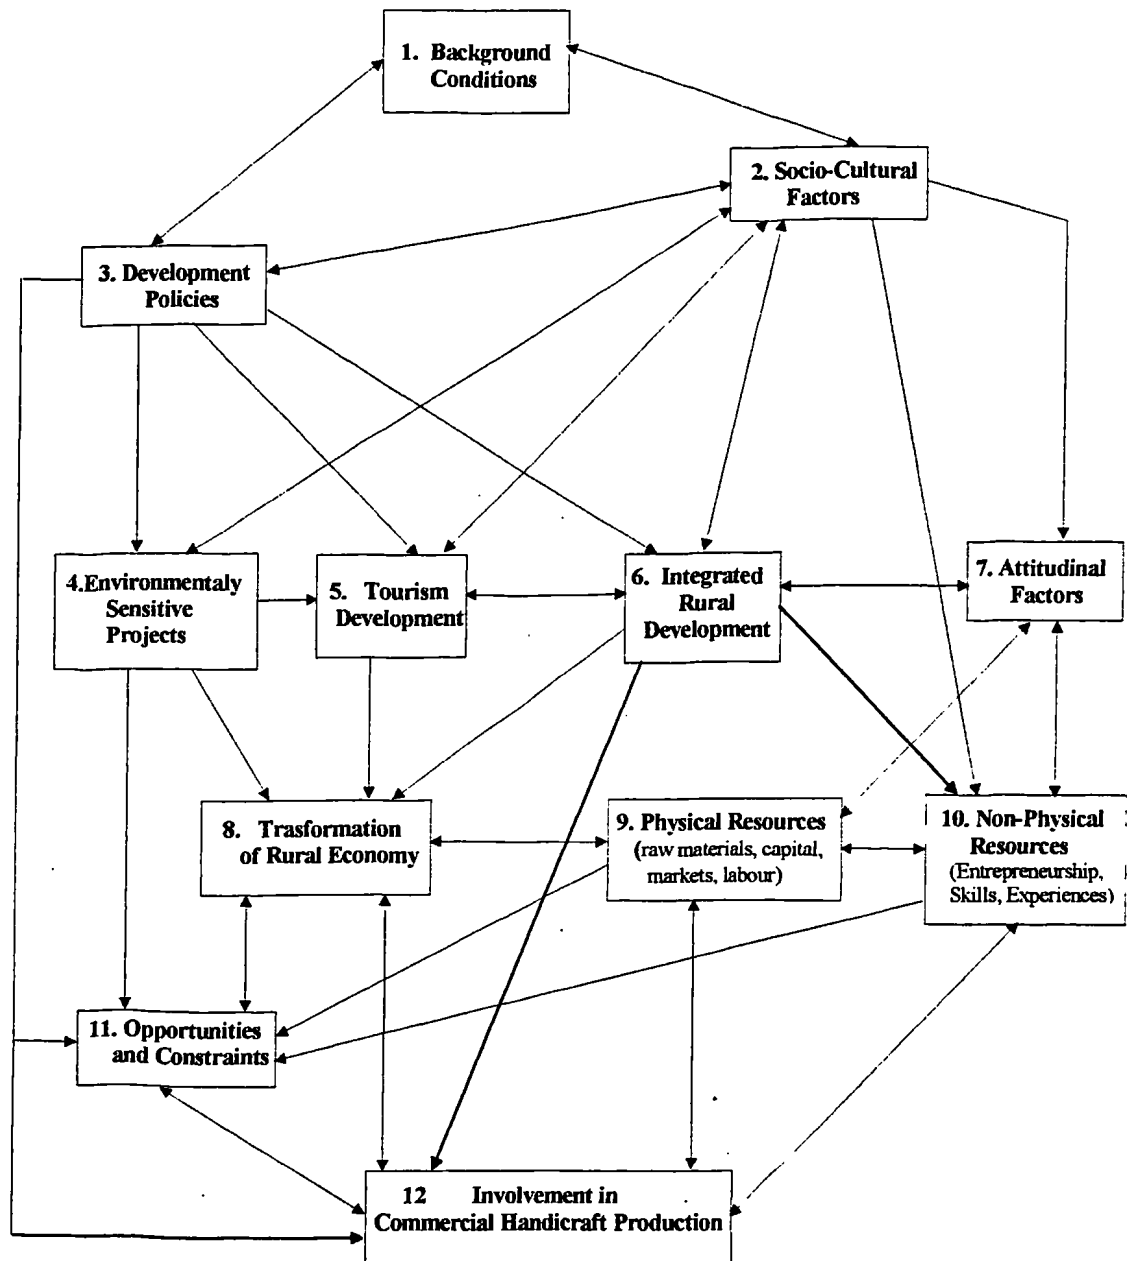 1. Background
Conditions
2. Socio-Cultural
Factors
3. Development
Policies
4.Environmentaly
Sensitive
Projects
5. Tourism
Development
6. Integrated
Rural
Development
7. Attitudinal
Factors
8. Trasformation
of Rural Economy
9. Physical Resources
(raw materials, capital,
markets, labour)
10. Non-Physical
Resources
(Entrepreneurship,
Skills, Experiences)
11. Opportunities
and Constraints
12 Involvement in
Commercial Handicraft Production